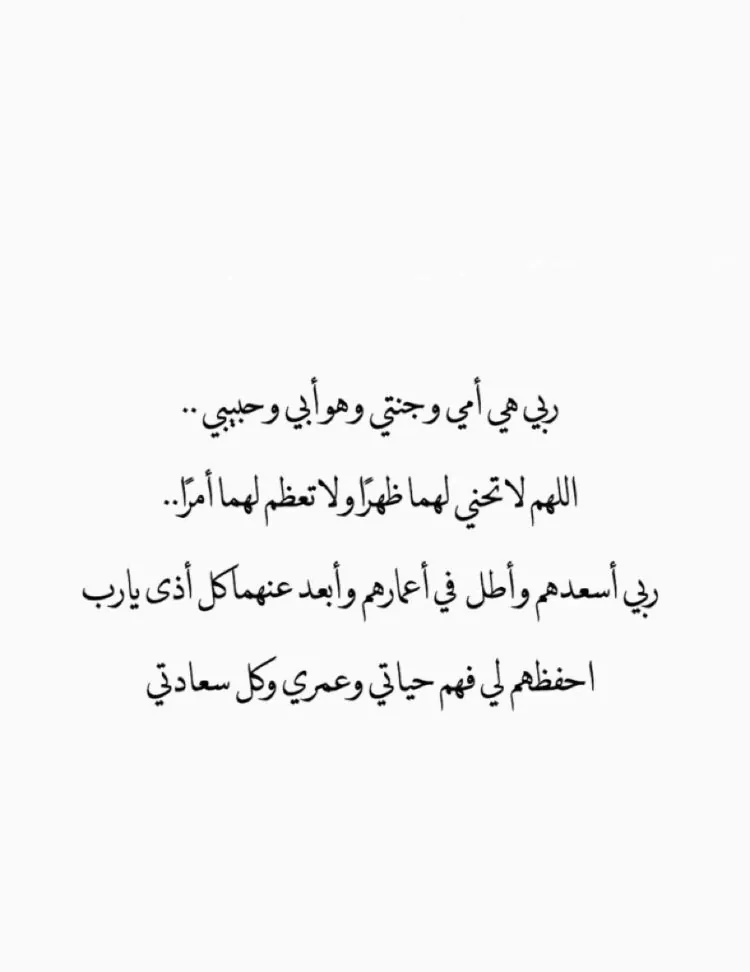 ربي هي أمي وجنتي وهو أبي وحبيبي ..
اللهم لا تحني لهما ظهرًا ولا تعظم لهما أمرًا..
ربي أسعدهم وأطل في أعمارهم وأبعد عنهما كل أذى يارب
احفظهم لي فهم حياتي وعمري وكل سعادتي